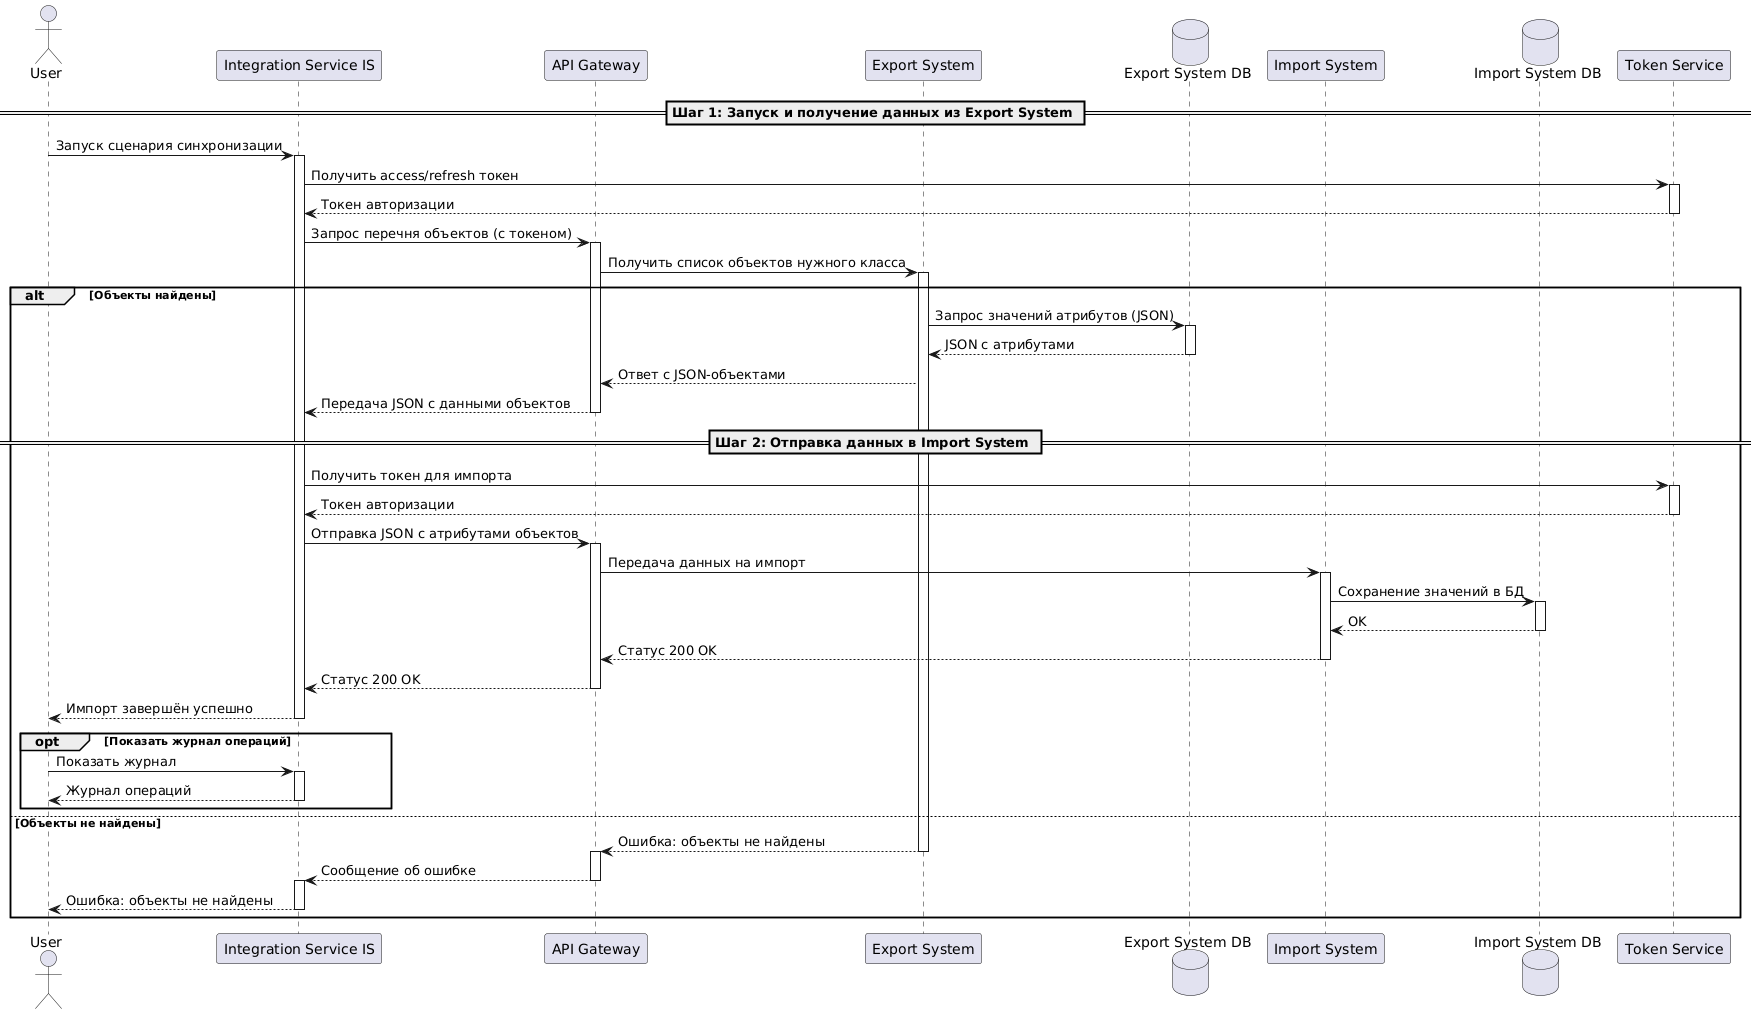 User
Integration Service IS
API Gateway
Export System
Export System DB
Import System
Import System DB
Token Service
Шаг 1: Запуск и получение данных из Export System
Запуск сценария синхронизации
Получить access/refresh токен
Токен авторизации
Запрос перечня объектов (с токеном)
Получить список объектов нужного класса
alt
[Объекты найдены]
Запрос значений атрибутов (JSON)
JSON с атрибутами
Ответ с JSON-объектами
Передача JSON с данными объектов
Шаг 2: Отправка данных в Import System
Получить токен для импорта
Токен авторизации
Отправка JSON с атрибутами объектов
Передача данных на импорт
Сохранение значений в БД
OK
Статус 200 OK
Статус 200 OK
Импорт завершён успешно
opt
[Показать журнал операций]
Показать журнал
Журнал операций
[Объекты не найдены]
Ошибка: объекты не найдены
Сообщение об ошибке
Ошибка: объекты не найдены
User
Integration Service IS
API Gateway
Export System
Export System DB
Import System
Import System DB
Token Service